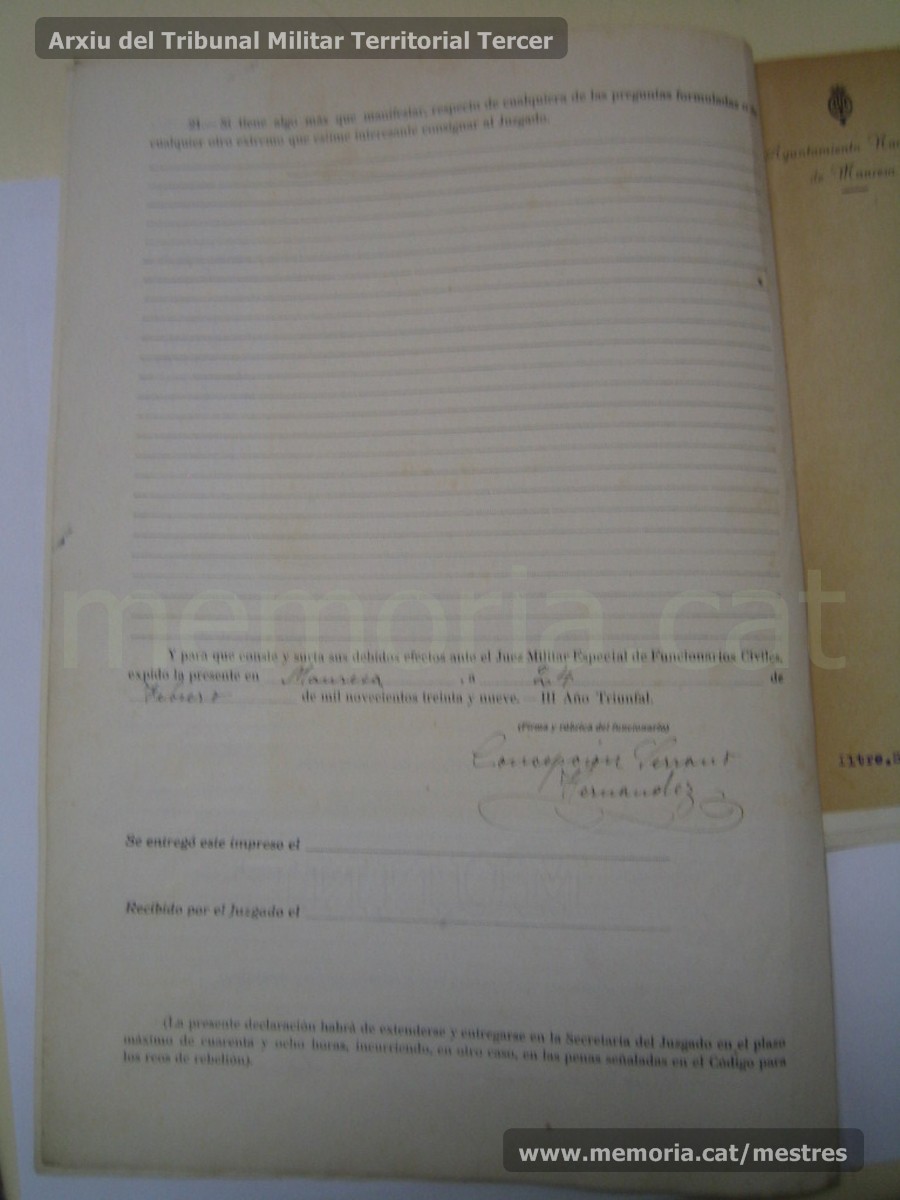 Arxiu del Tribunal Militar Territorial Tercer
21.—Si tiene algo más que manifestar, respecto de cualquiera de las preguntas formuladas o
cualquier otro extremo que estime interesante consignar al Juzgado.
Ayuntamiento
de Manresa
memoria.cat
Y para que conste y surta sus debidos efectos ante el Juez Militar Especial de Funcionarios Civiles,
expido la presente en Manresa, a 24 de
Febrero de mil novecientos treinta y nueve.—III Año Triunfal.
(Firma y rúbrica del funcionario)
Concepción Serrano
Hernandez
Iltre.S
Se entregó este impreso el
Recibido por el Juzgado el
(La presente declaración habrá de extenderse y entregarse en la Secretaría del Juzgado en el plazo
máximo de cuarenta y ocho horas, incurriendo, en otro caso, en las penas señaladas en el Código para
los reos de rebelión).
www.memoria.cat/mestres